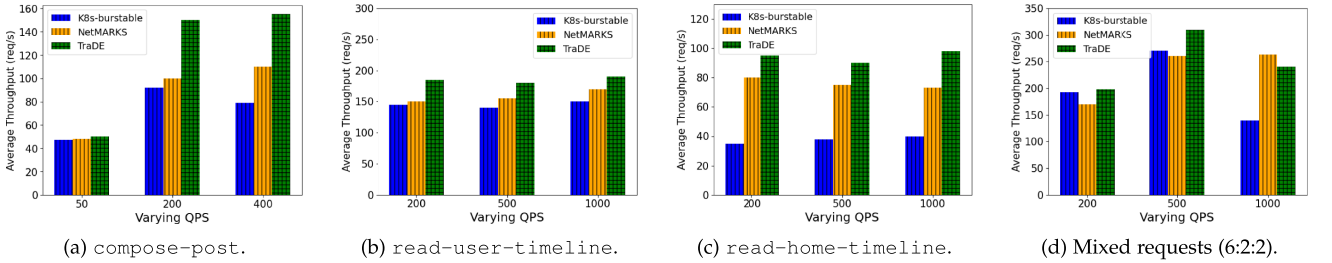 Average Throughput (req/s)
160
140
120
100
80
60
40
20
0
K8s-burstable
NetMARKS
TraDE
50
200
400
Varying QPS
(a) compose-post.
Average Throughput (req/s)
300
250
200
150
100
50
0
K8s-burstable
NetMARKS
TraDE
200
500
1000
Varying QPS
(b) read-user-timeline.
Average Throughput (req/s)
120
100
80
60
40
20
0
K8s-burstable
NetMARKS
TraDE
200
500
1000
Varying QPS
(c) read-home-timeline.
Average Throughput (req/s)
350
300
250
200
150
100
50
0
K8s-burstable
NetMARKS
TraDE
200
500
1000
Varying QPS
(d) Mixed requests (6:2:2).